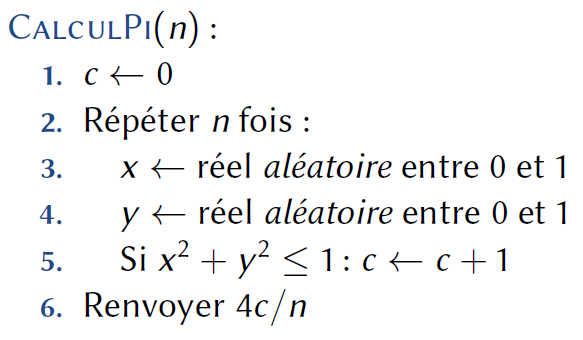 CALCULPI(n) :
1. c ← 0
2. Répéter n fois :
3. x ← réel aléatoire entre 0 et 1
4. y ← réel aléatoire entre 0 et 1
5. Si x² + y² ≤ 1 : c ← c + 1
6. Renvoyer 4c/n